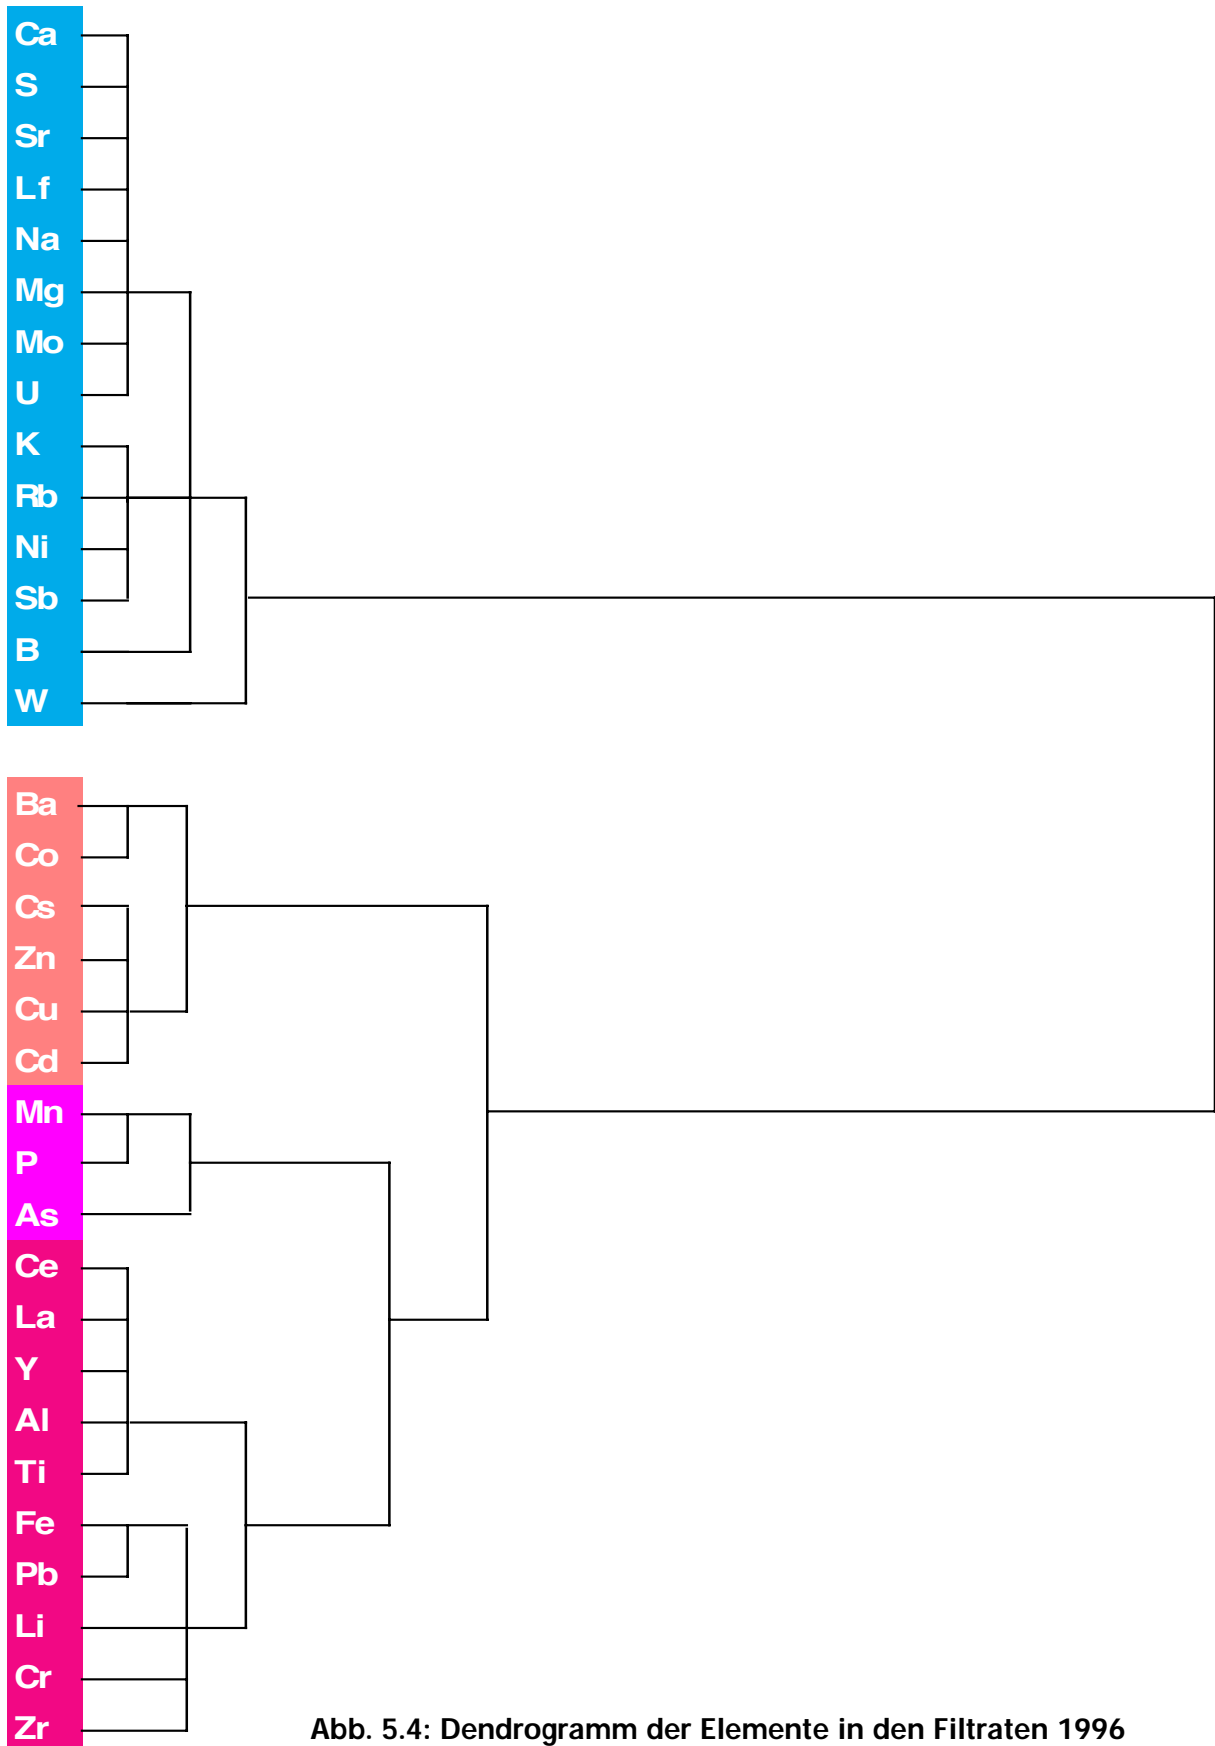 Ca
S
Sr
Lf
Na
Mg
Mo
U
K
Rb
Ni
Sb
B
W
Ba
Co
Cs
Zn
Cu
Cd
Mn
P
As
Ce
La
Y
Al
Ti
Fe
Pb
Li
Cr
Zr
Abb. 5.4: Dendrogramm der Elemente in den Filtraten 1996